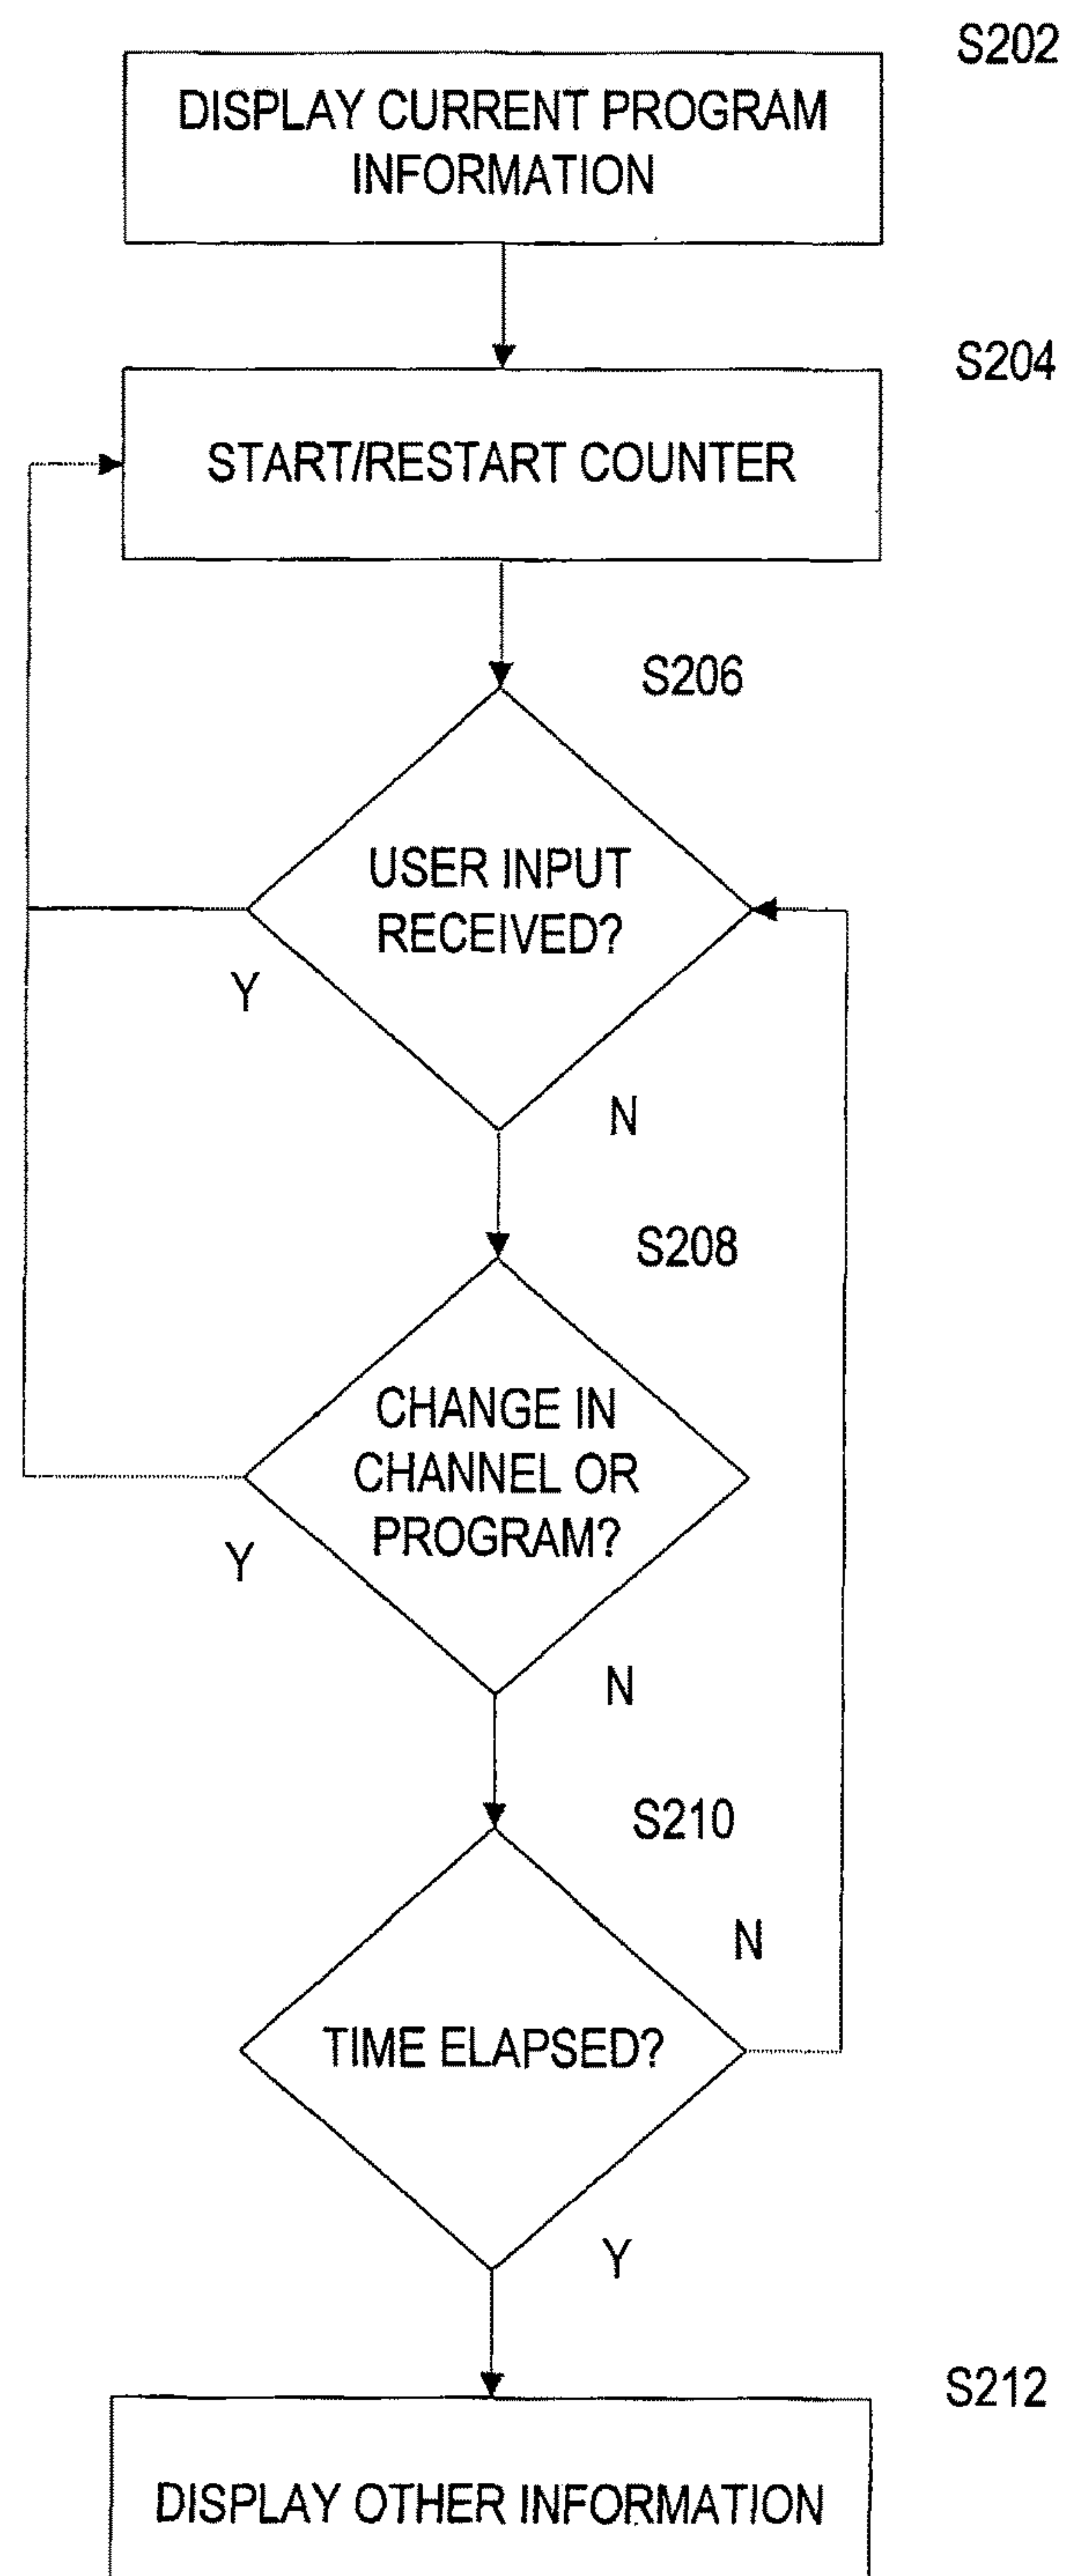 S202
DISPLAY CURRENT PROGRAM
INFORMATION
S204
START/RESTART COUNTER
S206
USER INPUT
RECEIVED?
Y
N
S208
CHANGE IN
CHANNEL OR
PROGRAM?
Y
N
S210
N
TIME ELAPSED?
Y
S212
DISPLAY OTHER INFORMATION